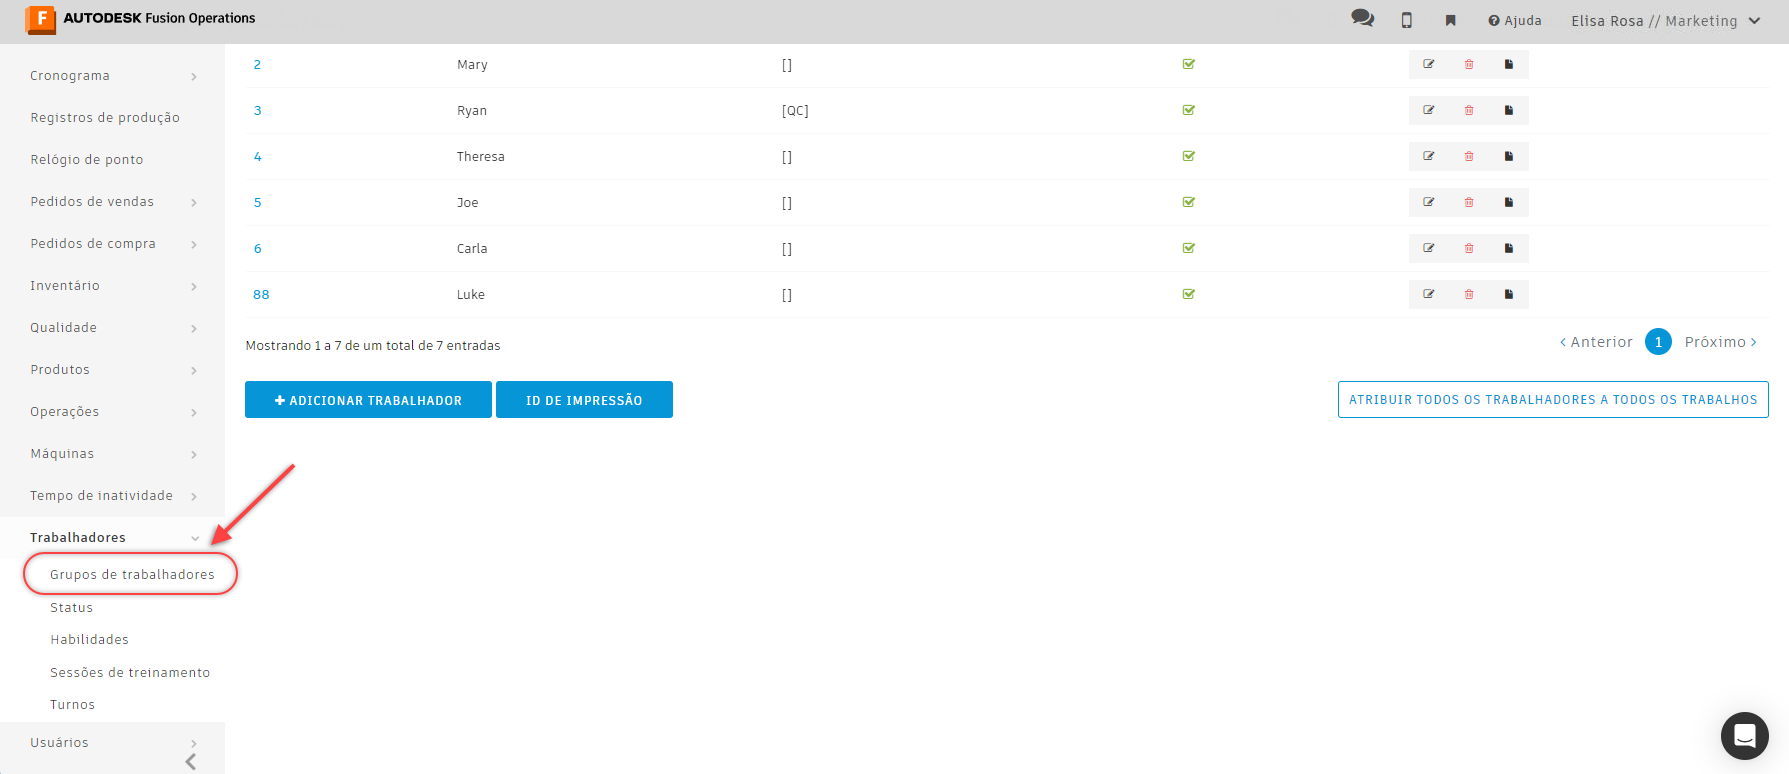 F AUTODESK Fusion Operations
Ajuda
Elisa Rosa // Marketing
Cronograma
Registros de produção
Relógio de ponto
Pedidos de vendas
Pedidos de compra
Inventário
Qualidade
Produtos
Operações
Máquinas
Tempo de inatividade
Trabalhadores
Grupos de trabalhadores
Status
Habilidades
Sessões de treinamento
Turnos
Usuários
2 Mary []
3 Ryan [QC]
4 Theresa []
5 Joe []
6 Carla []
88 Luke []
Mostrando 1 a 7 de um total de 7 entradas
< Anterior 1 Próximo >
+ ADICIONAR TRABALHADOR
ID DE IMPRESSÃO
ATRIBUIR TODOS OS TRABALHADORES A TODOS OS TRABALHOS